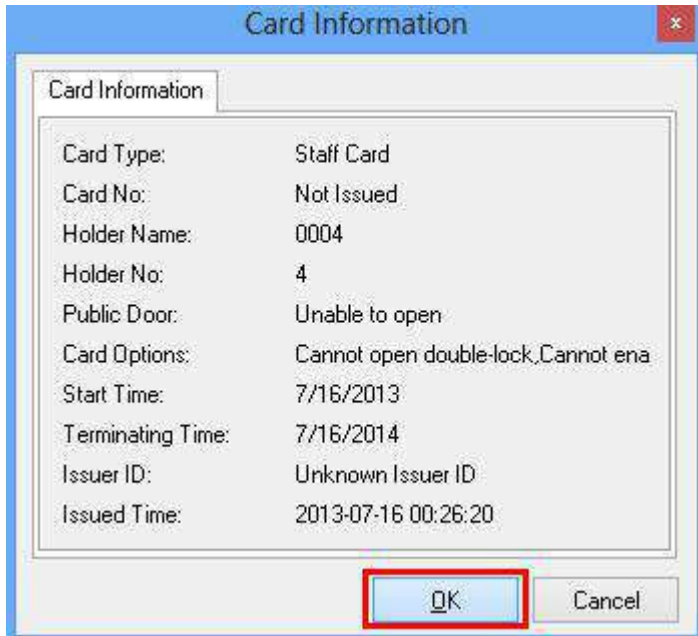 Card Information
x
Card Information
Card Type: Staff Card
Card No: Not Issued
Holder Name: 0004
Holder No: 4
Public Door: Unable to open
Card Options: Cannot open double-lock,Cannot ena
Start Time: 7/16/2013
Terminating Time: 7/16/2014
Issuer ID: Unknown Issuer ID
Issued Time: 2013-07-16 00:26:20
OK Cancel